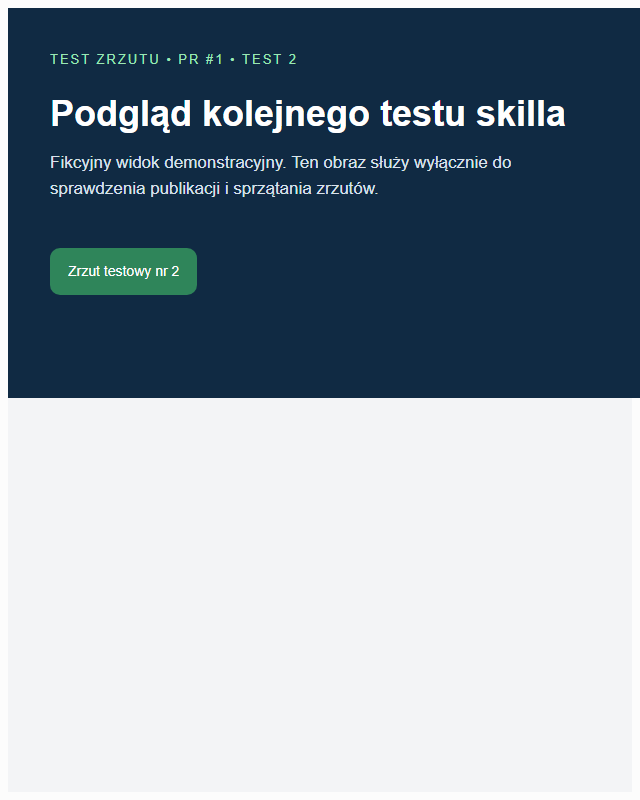 TEST ZRZUTU • PR #1 • TEST 2
Podgląd kolejnego testu skilla
Fikcyjny widok demonstracyjny. Ten obraz służy wyłącznie do
sprawdzenia publikacji i sprzątania zrzutów.
Zrzut testowy nr 2